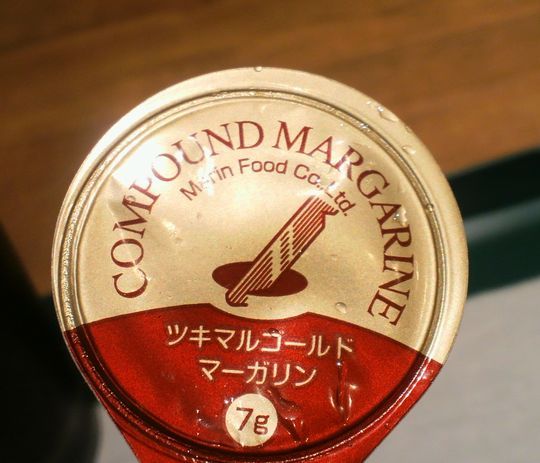 COMPOUND MARGARINE
Marin Food Co., Ltd.
ツキマルゴールド
マーガリン
7g